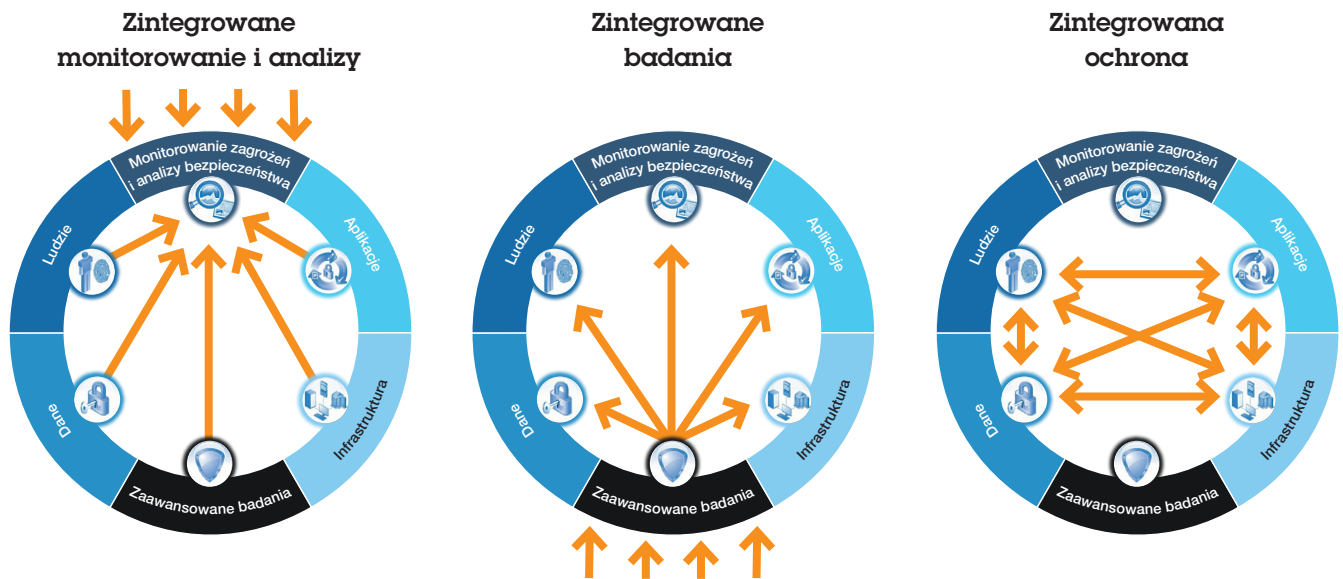 Zintegrowane
monitorowanie i analizy
Monitorowanie zagrożeń
i analizy bezpieczeństwa
Ludzie
Aplikacje
Dane
Infrastruktura
Zaawansowane badania
Zintegrowane
badania
Monitorowanie zagrożeń
i analizy bezpieczeństwa
Ludzie
Aplikacje
Dane
Infrastruktura
Zaawansowane badania
Zintegrowana
ochrona
Monitorowanie zagrożeń
i analizy bezpieczeństwa
Ludzie
Aplikacje
Dane
Infrastruktura
Zaawansowane badania